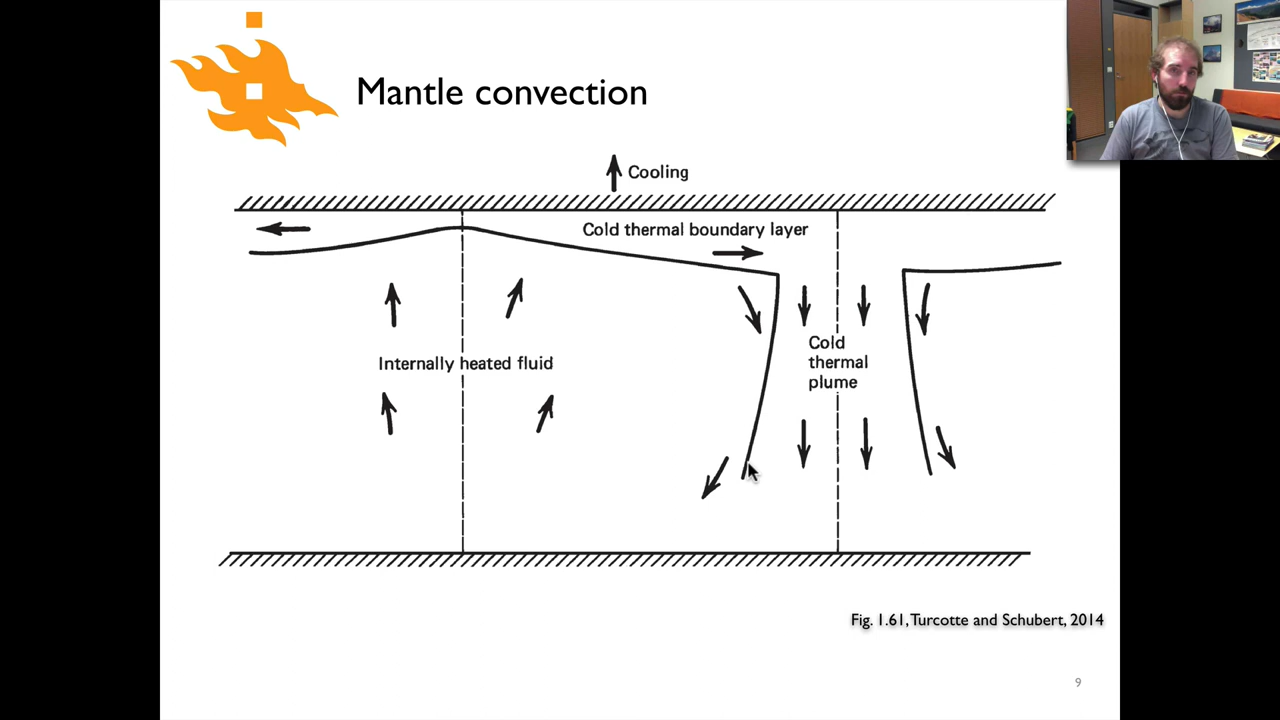 Mantle convection
Cooling
Cold thermal boundary layer
Internally heated fluid
Cold
thermal
plume
Fig. 1.61, Turcotte and Schubert, 2014
9